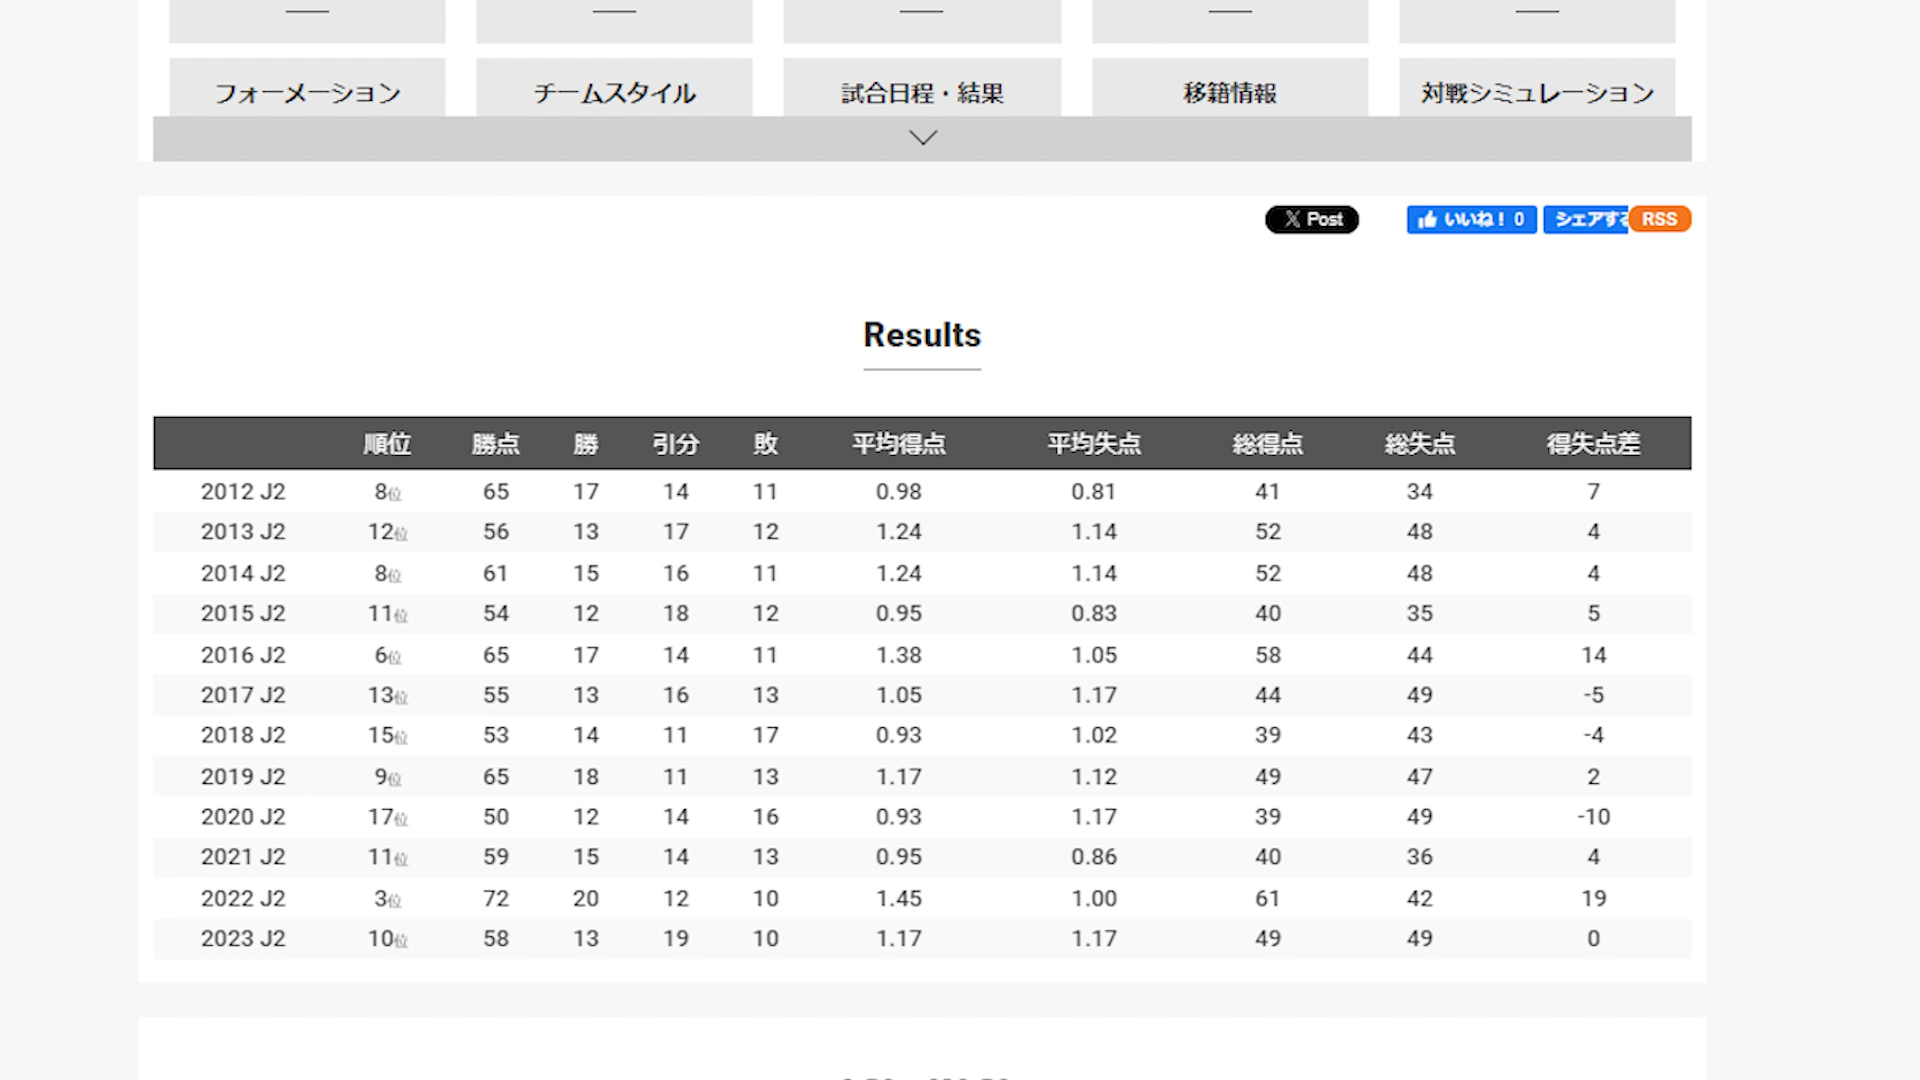 フォーメーション チームスタイル 試合日程・結果 移籍情報 対戦シミュレーション
X Post いいね！ 0 シェアする RSS
Results
順位 勝点 勝 引分 敗 平均得点 平均失点 総得点 総失点 得失点差
2012 J2 8位 65 17 14 11 0.98 0.81 41 34 7
2013 J2 12位 56 13 17 12 1.24 1.14 52 48 4
2014 J2 8位 61 15 16 11 1.24 1.14 52 48 4
2015 J2 11位 54 12 18 12 0.95 0.83 40 35 5
2016 J2 6位 65 17 14 11 1.38 1.05 58 44 14
2017 J2 13位 55 13 16 13 1.05 1.17 44 49 -5
2018 J2 15位 53 14 11 17 0.93 1.02 39 43 -4
2019 J2 9位 65 18 11 13 1.17 1.12 49 47 2
2020 J2 17位 50 12 14 16 0.93 1.17 39 49 -10
2021 J2 11位 59 15 14 13 0.95 0.86 40 36 4
2022 J2 3位 72 20 12 10 1.45 1.00 61 42 19
2023 J2 10位 58 13 19 10 1.17 1.17 49 49 0